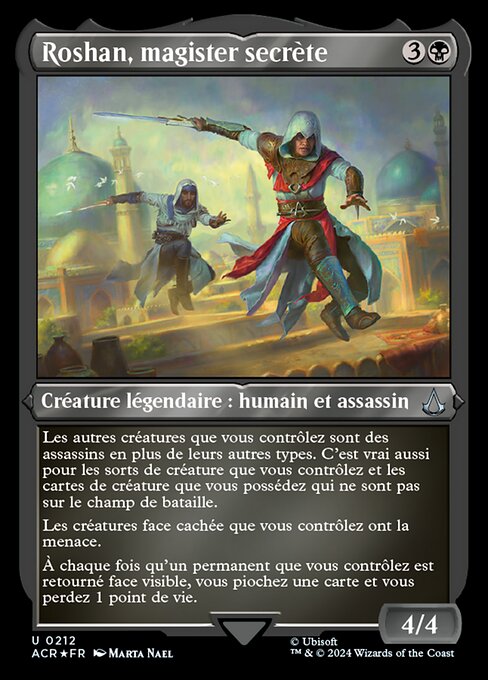 Roshan, magister secrète
3
Créature légendaire : humain et assassin
Les autres créatures que vous contrôlez sont des
assassins en plus de leurs autres types. C'est vrai aussi
pour les sorts de créature que vous contrôlez et les
cartes de créature que vous possédez qui ne sont pas
sur le champ de bataille.
Les créatures face cachée que vous contrôlez ont la
menace.
À chaque fois qu'un permanent que vous contrôlez est
retourné face visible, vous piochez une carte et vous
perdez 1 point de vie.
4/4
U 0212
ACR★FR Marta Nael
© Ubisoft
™ & © 2024 Wizards of the Coast